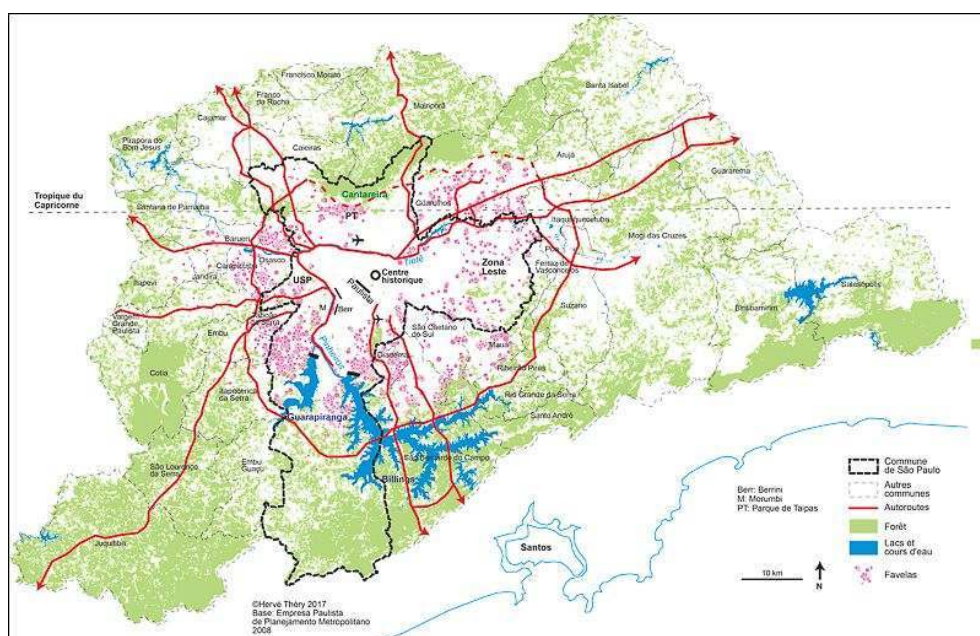 Francisco Morato
Franco
da Rocha
Mairiporã
Santa Isabel
Cajamar
Caieiras
Pirapora do
Bom Jesus
Arujá
Guararema
Cantareira
Tropique du
Capricorne
Santana de Parnaíba
PT
Guarulhos
Itaquaquecetuba
Mogi das Cruzes
Barueri
Osasco
Carapicuíba
Jandira
Itapevi
USP
Centre
historique
Tietê
Zona
Leste
Poá
Ferraz de
Vasconcelos
Suzano
Salesópolis
Biritibamirim
Paulista
M
Berr
Vargem
Grande
Paulista
Embu
São Caetano
do Sul
Mauá
Diadema
Pinheiros
Ribeirão Pires
Cotia
Itapecerica
da Serra
Rio Grande da Serra
Santo André
Guarapiranga
São Bernardo do Campo
Billings
São Lourenço
da Serra
Embu
Guaçu
Juquitiba
Santos
Berr: Berrini
M: Morumbi
PT: Parque de Taipas
10 km
N
Commune
de São Paulo
Autres
communes
Autoroutes
Forêt
Lacs et
cours d'eau
Favelas
©Hervé Théry 2017
Base: Empresa Paulista
de Planejamento Metropolitano
2008